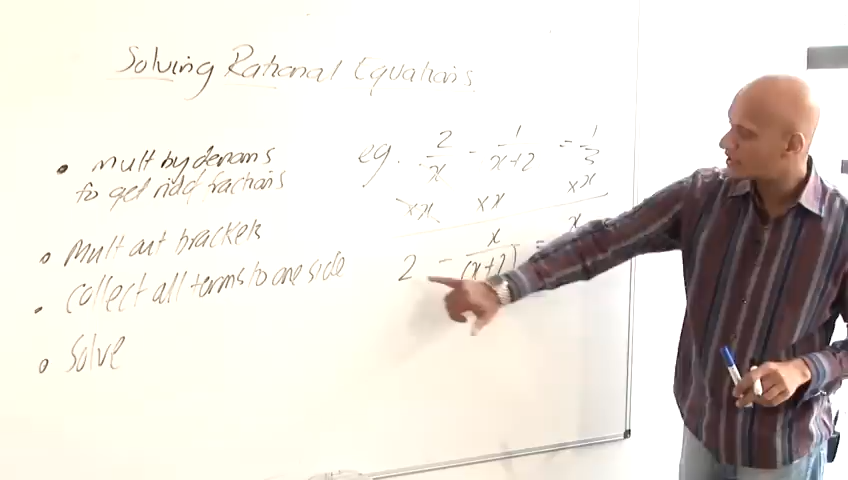 Solving Rational Equations
• Mult by denoms
to get rid of fractions
• Mult out brackets
• collect all terms to one side
• Solve
eg. 2/x - 1/x+2 = 1/3
×x ×x ×x
2 - x/(x+2) = x